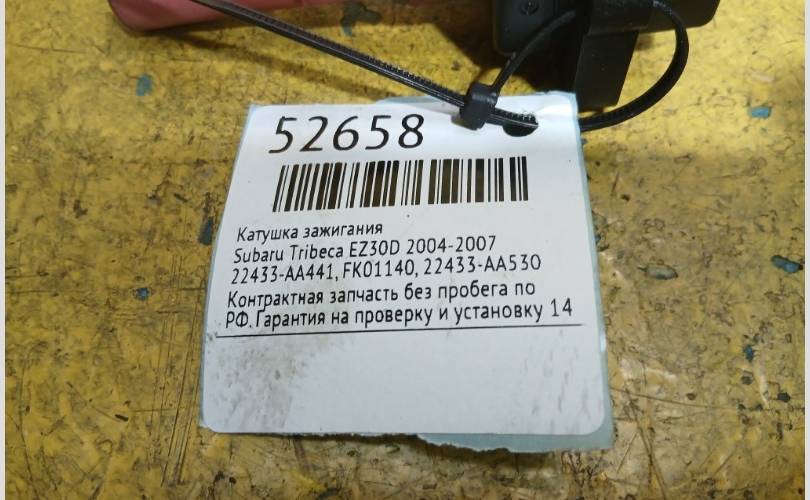 52658
Катушка зажигания
Subaru Tribeca EZ30D 2004-2007
22433-AA441, FK01140, 22433-AA530
Контрактная запчасть без пробега по
РФ. Гарантия на проверку и установку 14